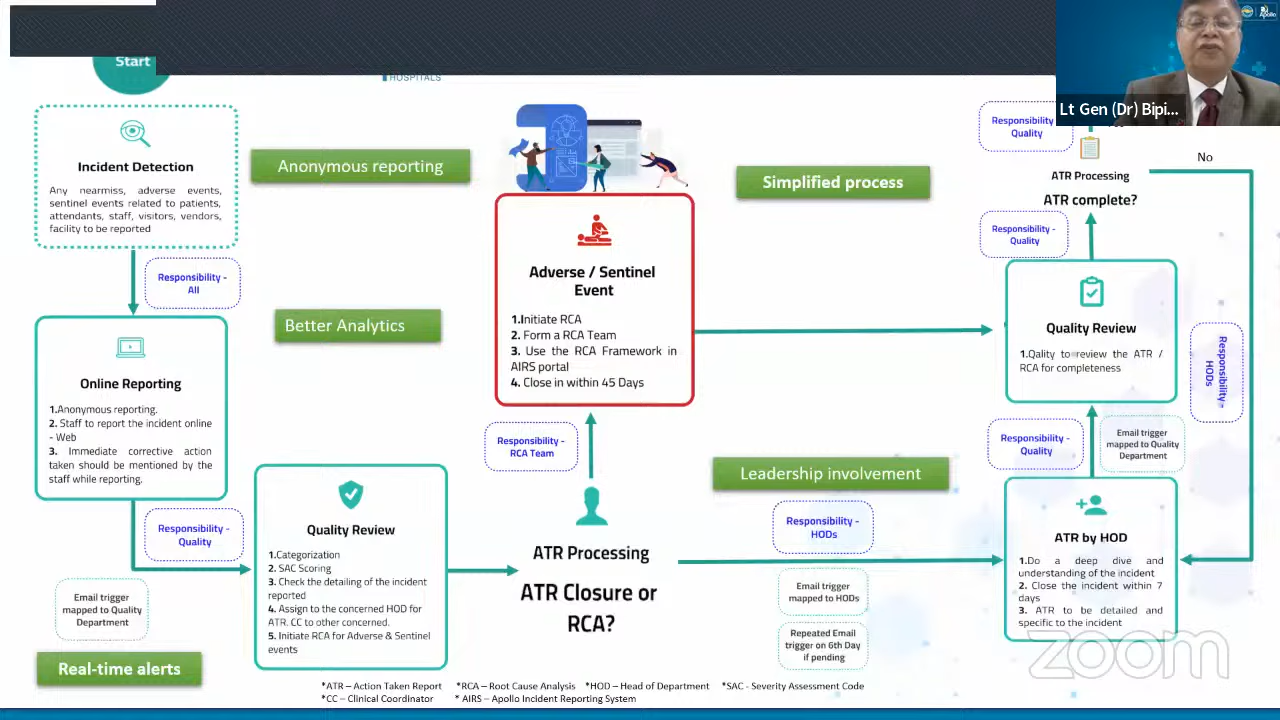 Start
HOSPITALS
Apollo
Lt Gen (Dr) Bipi...
Incident Detection
Any nearmiss, adverse events,
sentinel events related to patients,
attendants, staff, visitors, vendors,
facility to be reported
Responsibility -
All
Online Reporting
1.Anonymous reporting.
2. Staff to report the incident online
- Web
3. Immediate corrective action
taken should be mentioned by the
staff while reporting.
Responsibility -
Quality
Email trigger
mapped to Quality
Department
Real-time alerts
Anonymous reporting
Better Analytics
Quality Review
1.Categorization
2. SAC Scoring
3. Check the detailing of the incident
reported
4. Assign to the concerned HOD for
ATR. CC to other concerned.
5. Initiate RCA for Adverse & Sentinel
events
Adverse / Sentinel
Event
1.Initiate RCA
2. Form a RCA Team
3. Use the RCA Framework in
AIRS portal
4. Close in within 45 Days
Responsibility -
RCA Team
ATR Processing
ATR Closure or
RCA?
Simplified process
Leadership involvement
Responsibility -
HODs
Email trigger
mapped to HODs
Repeated Email
trigger on 6th Day
if pending
Responsibility
Quality
No
ATR Processing
ATR complete?
Responsibility -
Quality
Quality Review
1.Qality to review the ATR /
RCA for completeness
Responsibility -
HODs
Responsibility -
Quality
Email trigger
mapped to Quality
Department
ATR by HOD
1.Do a deep dive and
understanding of the incident
2. Close the incident within 7
days
3. ATR to be detailed and
specific to the incident
zoom
*ATR – Action Taken Report *RCA – Root Cause Analysis *HOD – Head of Department *SAC - Severity Assessment Code
*CC – Clinical Coordinator * AIRS – Apollo Incident Reporting System